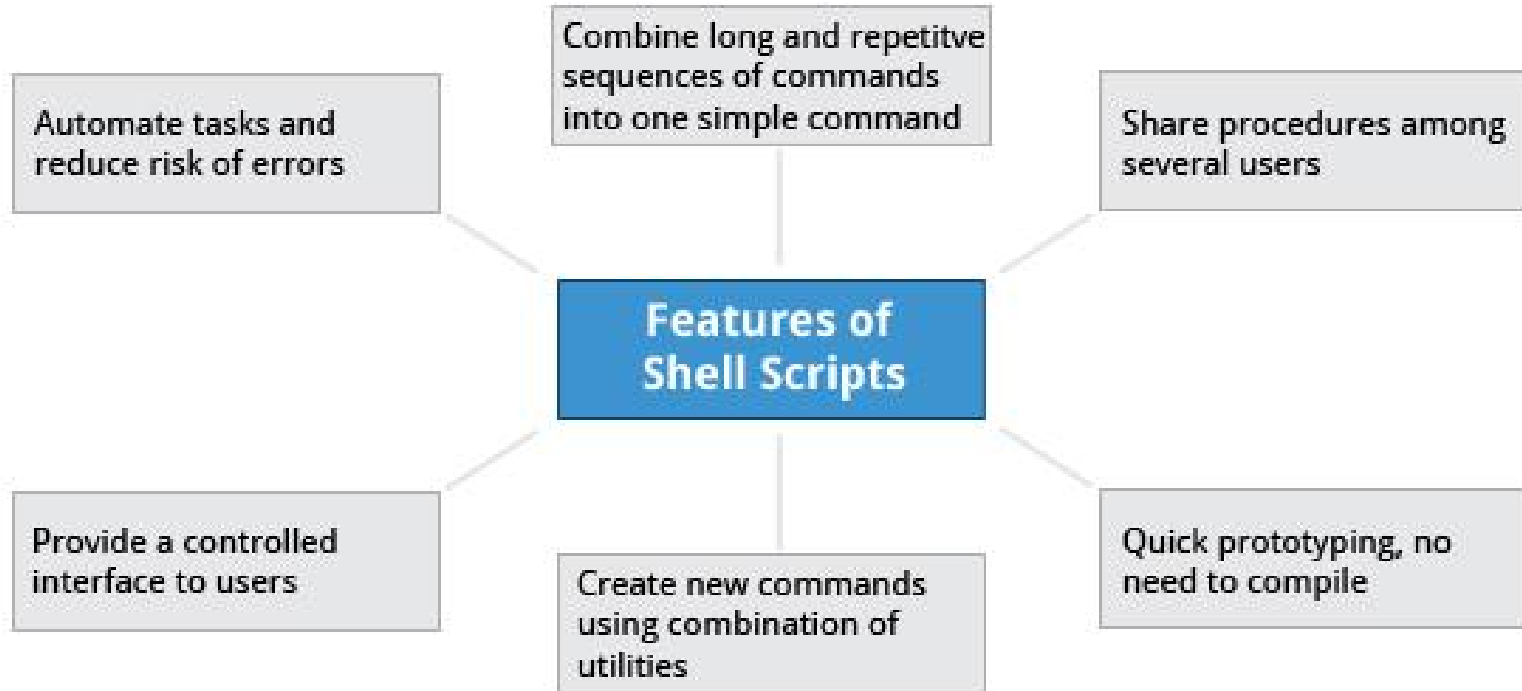 Combine long and repetitve
sequences of commands
into one simple command
Automate tasks and
reduce risk of errors
Share procedures among
several users
Features of
Shell Scripts
Provide a controlled
interface to users
Create new commands
using combination of
utilities
Quick prototyping, no
need to compile